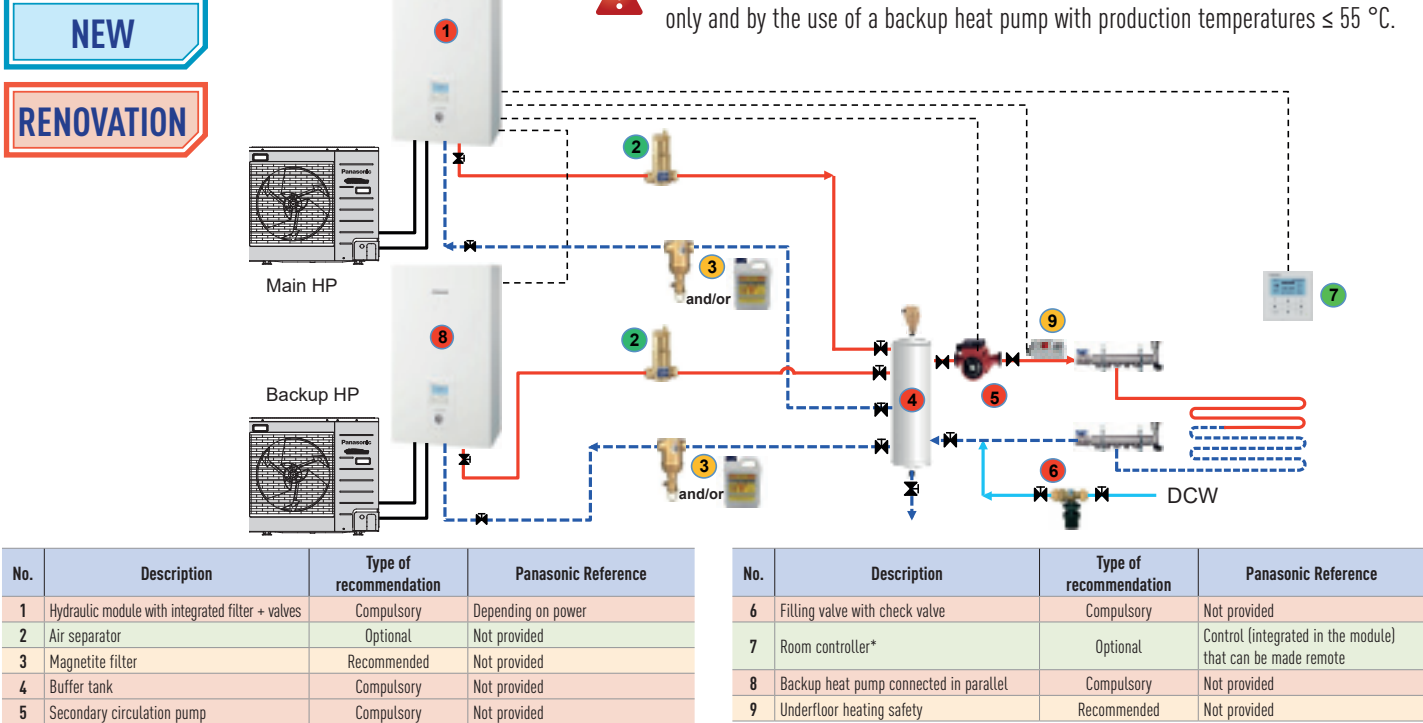 NEW
RENOVATION
only and by the use of a backup heat pump with production temperatures ≤ 55 °C.
1
2
Panasonic
Main HP
3
and/or
7
9
8
2
4
5
Backup HP
Panasonic
3
and/or
6
DCW
No. Description Type of recommendation Panasonic Reference
1 Hydraulic module with integrated filter + valves Compulsory Depending on power
2 Air separator Optional Not provided
3 Magnetite filter Recommended Not provided
4 Buffer tank Compulsory Not provided
5 Secondary circulation pump Compulsory Not provided
No. Description Type of recommendation Panasonic Reference
6 Filling valve with check valve Compulsory Not provided
7 Room controller* Optional Control (integrated in the module) that can be made remote
8 Backup heat pump connected in parallel Compulsory Not provided
9 Underfloor heating safety Recommended Not provided